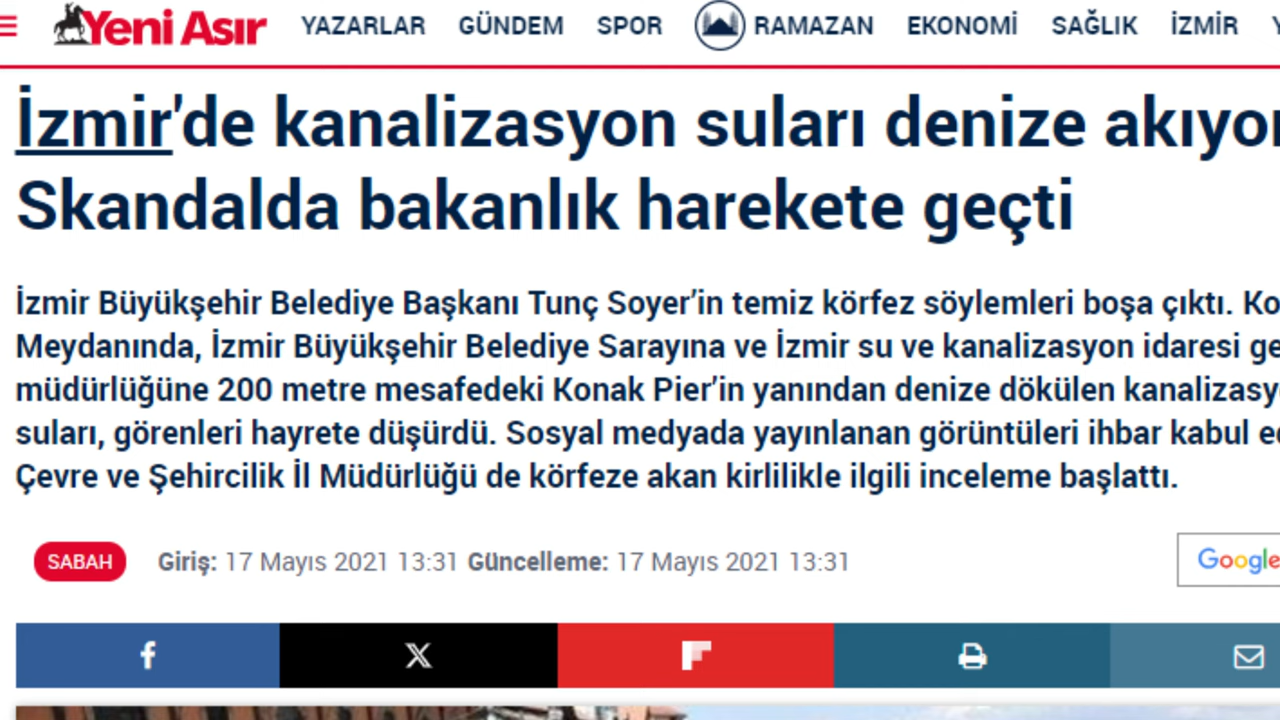 Yeni Asır YAZARLAR GÜNDEM SPOR RAMAZAN EKONOMİ SAĞLIK İZMİR
İzmir'de kanalizasyon suları denize
Skandalda bakanlık harekete geçti
İzmir Büyükşehir Belediye Başkanı Tunç Soyer’in temiz körfez söylemleri boşa çıktı.
Meydanında, İzmir Büyükşehir Belediye Sarayına ve İzmir su ve kanalizasyon idaresi
müdürlüğüne 200 metre mesafedeki Konak Pier’in yanından denize dökülen
suları, görenleri hayrete düşürdü. Sosyal medyada yayınlanan görüntüleri ihbar kabul
Çevre ve Şehircilik İl Müdürlüğü de körfeze akan kirlilikle ilgili inceleme başlattı.
SABAH Giriş: 17 Mayıs 2021 13:31 Güncelleme: 17 Mayıs 2021 13:31 Google